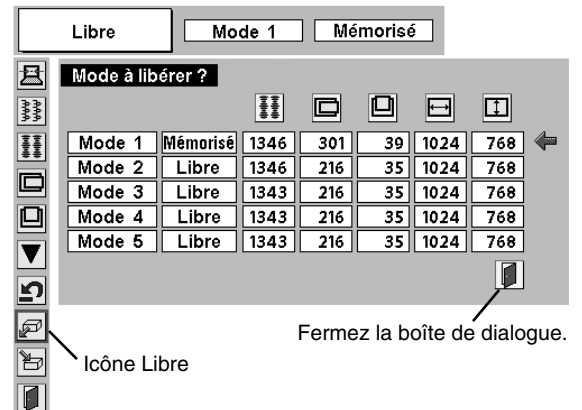 Libre Mode 1 Mémorisé
Mode à libérer ?
Mode 1 Mémorisé 1346 301 39 1024 768
Mode 2 Libre 1346 216 35 1024 768
Mode 3 Libre 1343 216 35 1024 768
Mode 4 Libre 1343 216 35 1024 768
Mode 5 Libre 1343 216 35 1024 768
Fermez la boîte de dialogue.
Icône Libre